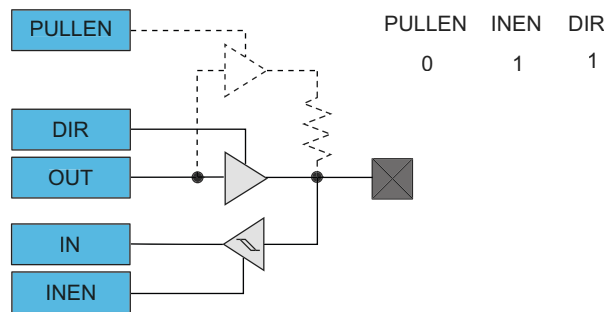 PULLEN
PULLEN INEN DIR
0 1 1
DIR
OUT
IN
INEN